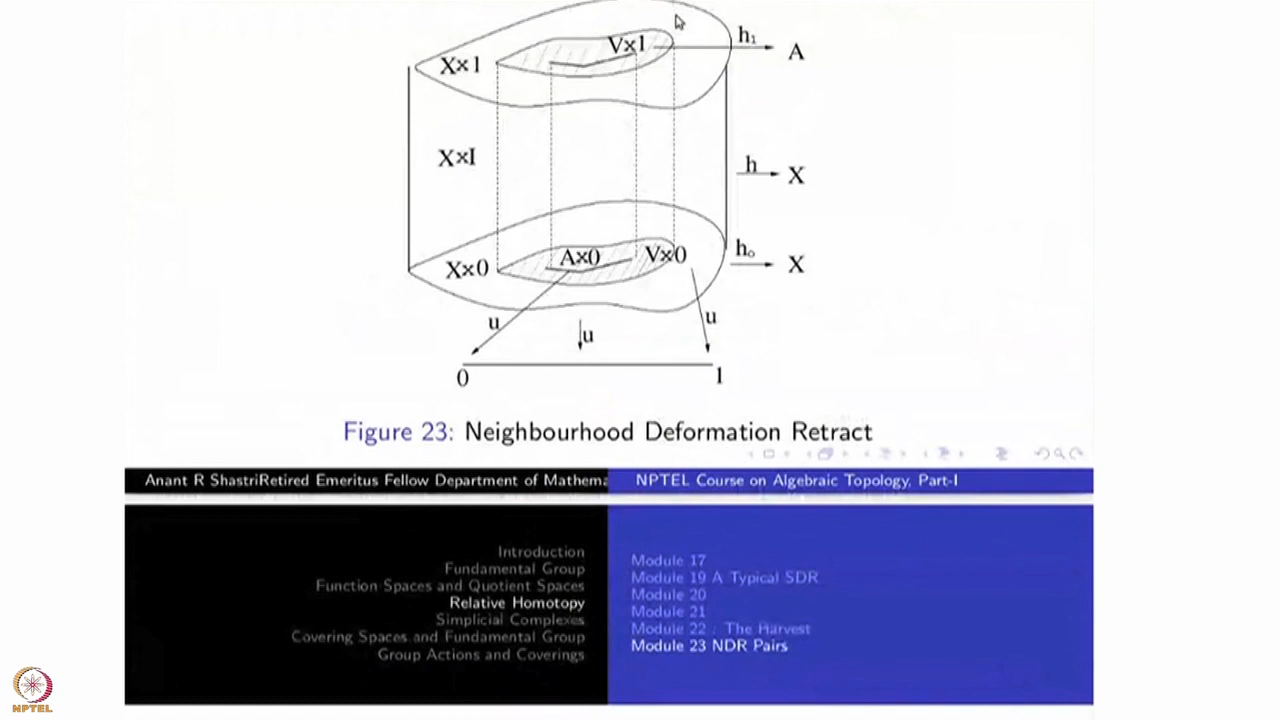 V×1
h₁
A
X×1
X×I
h
X
A×0
V×0
X×0
h₀
X
u
u
u
0
1
Figure 23: Neighbourhood Deformation Retract
Anant R ShastriRetired Emeritus Fellow Department of Mathema
NPTEL Course on Algebraic Topology, Part-I
Introduction
Fundamental Group
Function Spaces and Quotient Spaces
Relative Homotopy
Simplicial Complexes
Covering Spaces and Fundamental Group
Group Actions and Coverings
Module 17
Module 19 A Typical SDR
Module 20
Module 21
Module 22 : The Harvest
Module 23 NDR Pairs
NPTEL